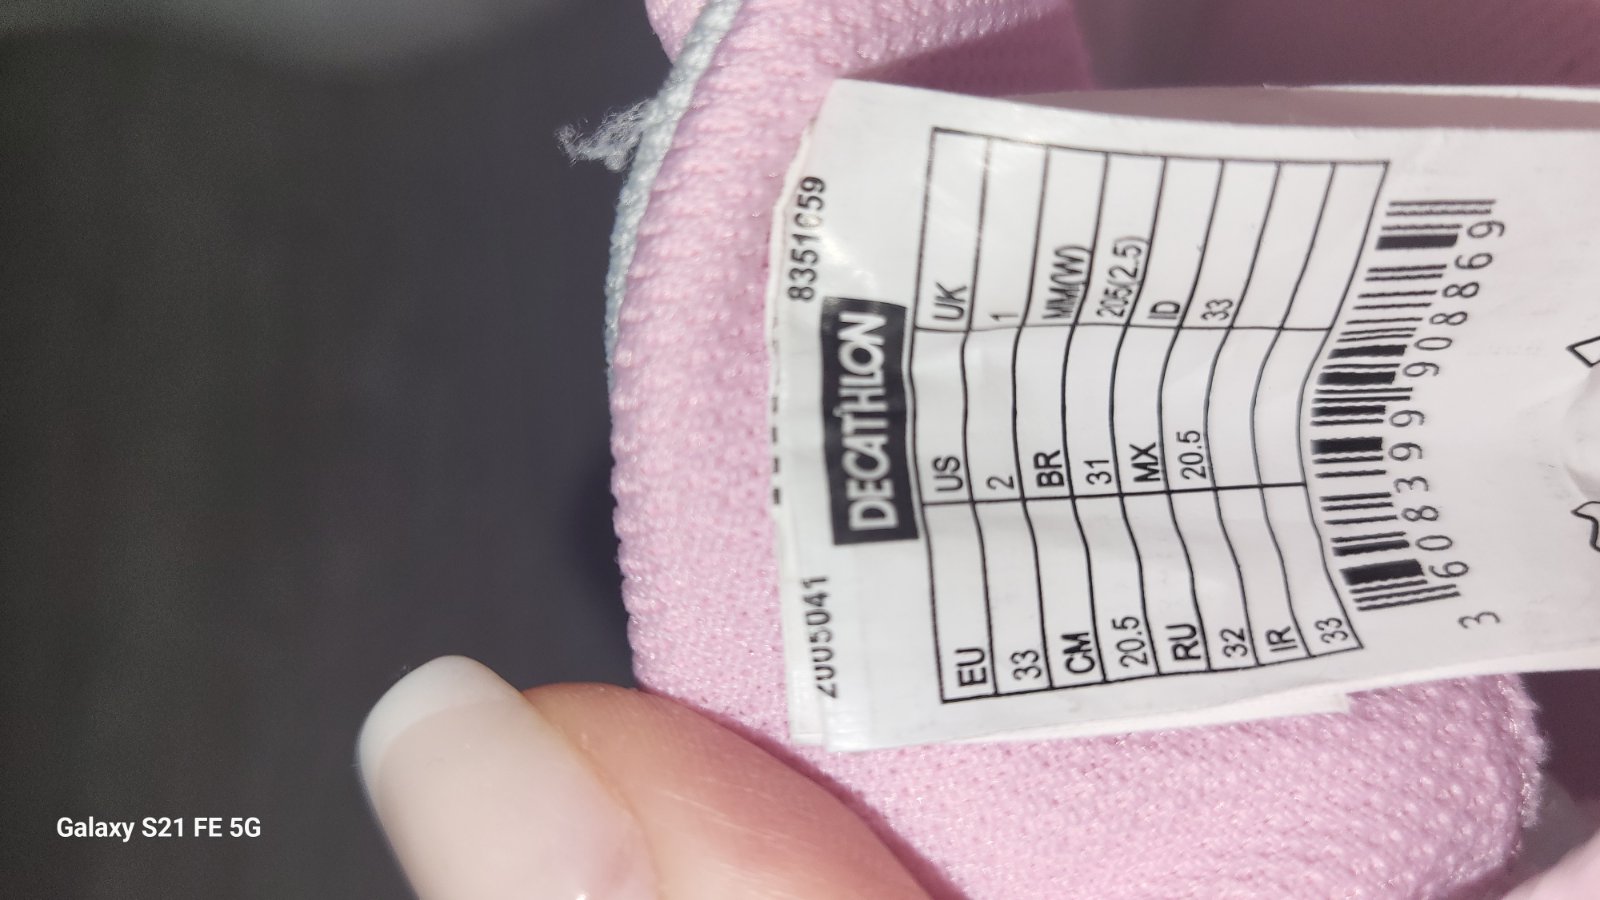 2005041 8351659
DECATHLON
EU US UK
33 2 1
CM BR MM(W)
20.5 31 205(2.5)
RU MX ID
32 20.5 33
IR
33
3 608399 908869
Galaxy S21 FE 5G